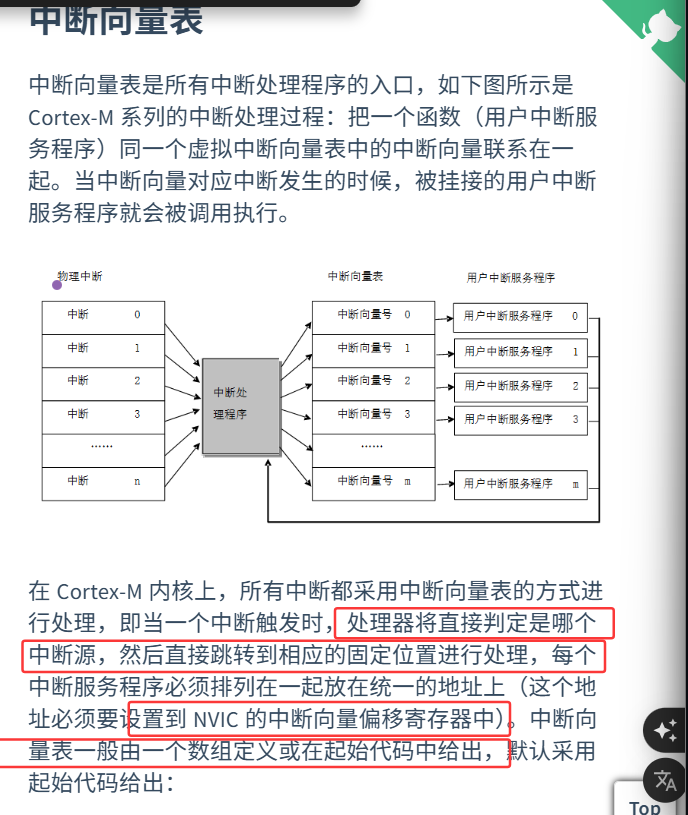 中断向量表
中断向量表是所有中断处理程序的入口，如下图所示是
Cortex-M 系列的中断处理过程：把一个函数（用户中断服
务程序）同一个虚拟中断向量表中的中断向量联系在一
起。当中断向量对应中断发生的时候，被挂接的用户中断
服务程序就会被调用执行。
物理中断
中断 0
中断 1
中断 2
中断 3
……
中断 n
中断处
理程序
中断向量表
中断向量号 0
中断向量号 1
中断向量号 2
中断向量号 3
……
中断向量号 m
用户中断服务程序
用户中断服务程序 0
用户中断服务程序 1
用户中断服务程序 2
用户中断服务程序 3
用户中断服务程序 m
在 Cortex-M 内核上，所有中断都采用中断向量表的方式进
行处理，即当一个中断触发时，处理器将直接判定是哪个
中断源，然后直接跳转到相应的固定位置进行处理，每个
中断服务程序必须排列在一起放在统一的地址上（这个地
址必须要设置到 NVIC 的中断向量偏移寄存器中）。中断向
量表一般由一个数组定义或在起始代码中给出，默认采用
起始代码给出：
Top